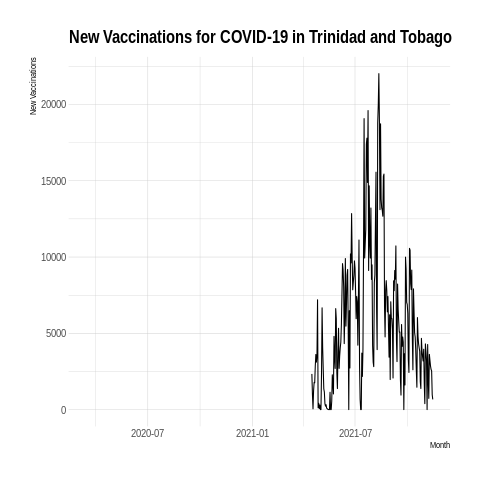 New Vaccinations for COVID-19 in Trinidad and Tobago
New Vaccinations
20000
15000
10000
5000
0
2020-07
2021-01
2021-07
Month